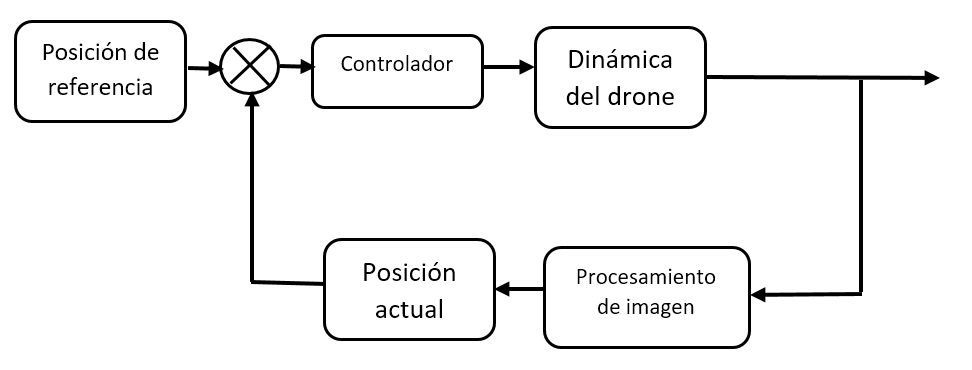 Posición de
referencia
Controlador
Dinámica
del drone
Posición
actual
Procesamiento
de imagen